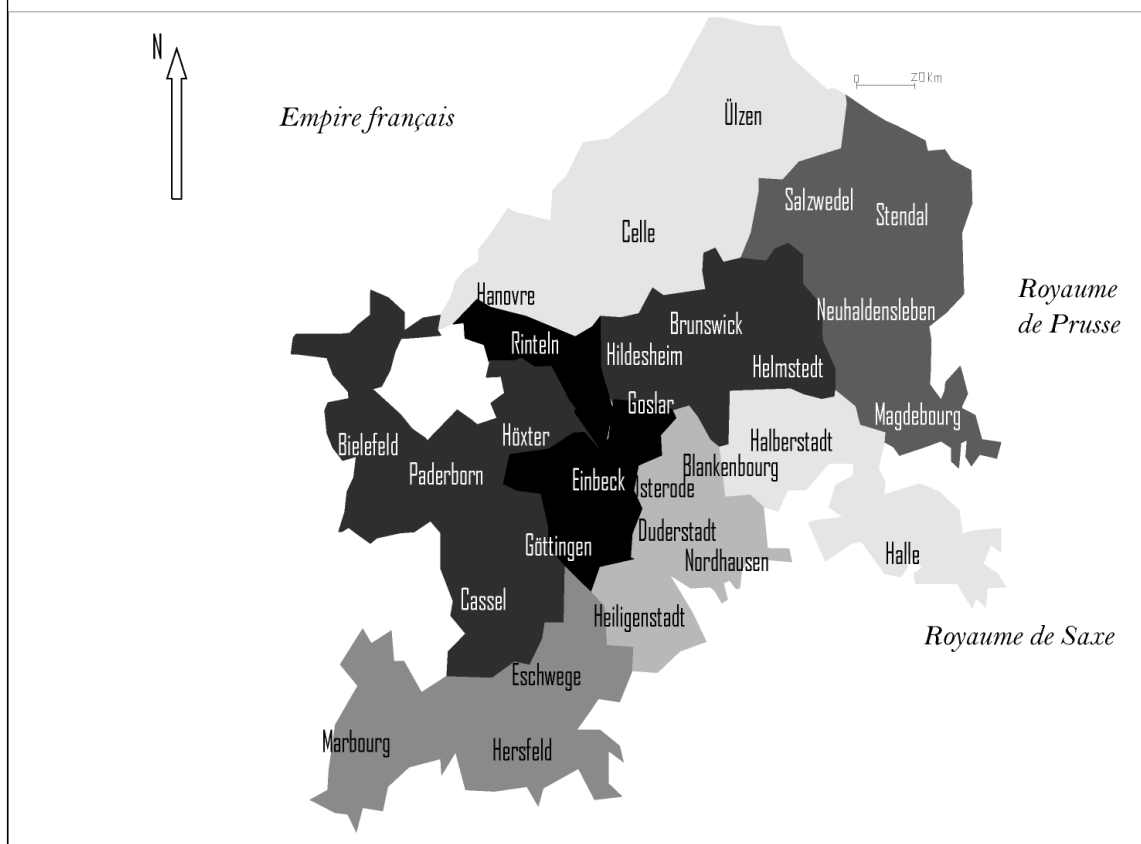 N
0 20Km
Empire français
Ülzen
Salzwedel
Stendal
Celle
Hanovre
Royaume
de Prusse
Neuhaldensleben
Brunswick
Rinteln
Hildesheim
Helmstedt
Goslar
Magdebourg
Höxter
Bielefeld
Halberstadt
Paderborn
Blankenbourg
Einbeck
sterode
Duderstadt
Göttingen
Nordhausen
Halle
Cassel
Heiligenstadt
Royaume de Saxe
Eschwege
Marbourg
Hersfeld